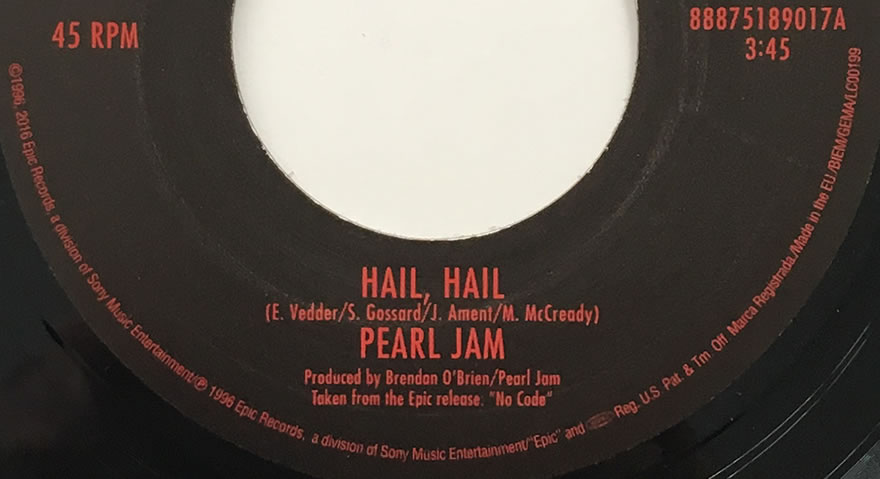 45 RPM
88875189017A
3:45
HAIL, HAIL
(E. Vedder/S. Gossard/J. Ament/M. McCready)
PEARL JAM
Produced by Brendan O'Brien/Pearl Jam
Taken from the Epic release: "No Code"
©1996, 2016 Epic Records, a division of Sony Music Entertainment/℗ 1996 Epic Records, a division of Sony Music Entertainment/"Epic" and Reg. U.S. Pat. & Tm. Off. Marca Registrada./Made in the EU./BIEM/GEMA/LC00199